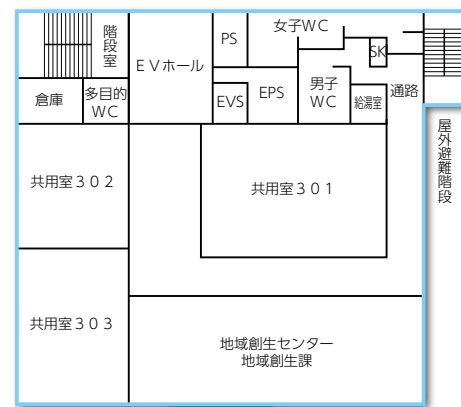 階段室
EVホール
PS
女子WC
SK
倉庫
多目的
WC
EVS
EPS
男子
WC
給湯室
通路
屋外避難階段
共用室302
共用室301
共用室303
地域創生センター
地域創生課